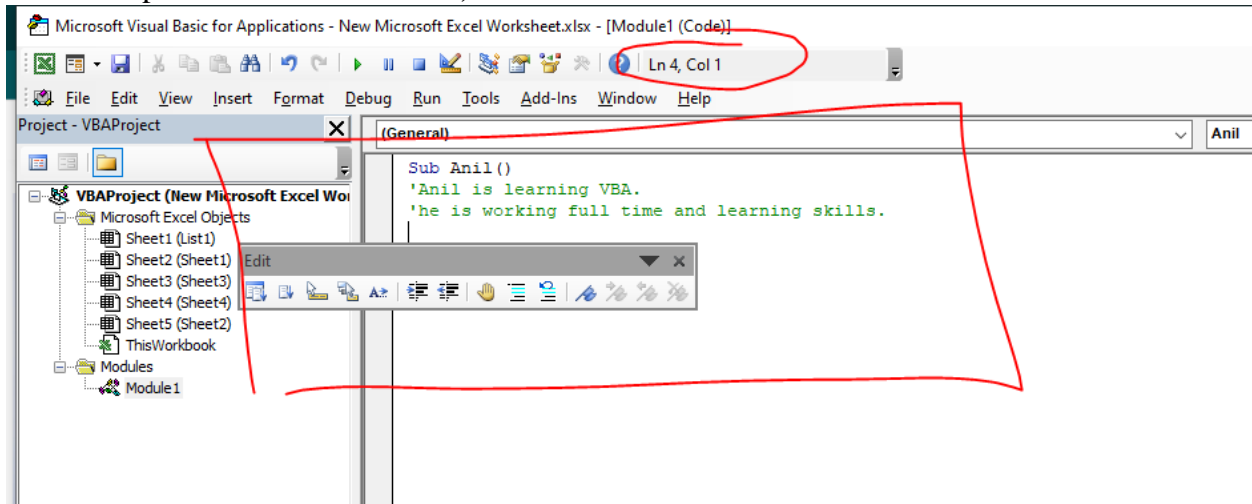 Microsoft Visual Basic for Applications - New Microsoft Excel Worksheet.xlsx - [Module1 (Code)]
Ln 4, Col 1
File Edit View Insert Format Debug Run Tools Add-Ins Window Help
Project - VBAProject
(General)
Anil
VBAProject (New Microsoft Excel Wor
Microsoft Excel Objects
Sheet1 (List1)
Sheet2 (Sheet1)
Sheet3 (Sheet3)
Sheet4 (Sheet4)
Sheet5 (Sheet2)
ThisWorkbook
Modules
Module1
Sub Anil()
'Anil is learning VBA.
'he is working full time and learning skills.
Edit